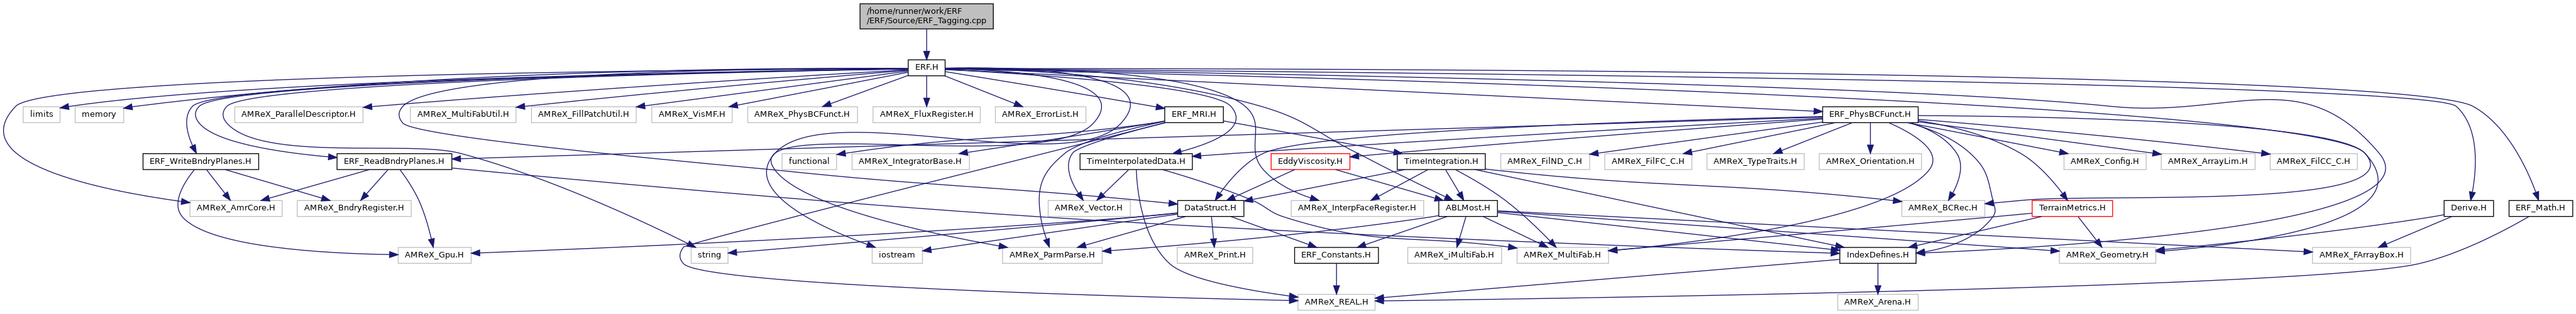 /home/runner/work/ERF
/ERF/Source/ERF_Tagging.cpp
ERF.H
limits
memory
AMReX_ParallelDescriptor.H
AMReX_MultiFabUtil.H
AMReX_FillPatchUtil.H
AMReX_VisMF.H
AMReX_PhysBCFunct.H
AMReX_FluxRegister.H
AMReX_ErrorList.H
ERF_MRI.H
ERF_PhysBCFunct.H
ERF_WriteBndryPlanes.H
ERF_ReadBndryPlanes.H
functional
AMReX_IntegratorBase.H
TimeInterpolatedData.H
EddyViscosity.H
TimeIntegration.H
AMReX_FilND_C.H
AMReX_FilFC_C.H
AMReX_TypeTraits.H
AMReX_Orientation.H
AMReX_Config.H
AMReX_ArrayLim.H
AMReX_FilCC_C.H
AMReX_AmrCore.H
AMReX_BndryRegister.H
AMReX_Vector.H
DataStruct.H
AMReX_InterpFaceRegister.H
ABLMost.H
AMReX_BCRec.H
TerrainMetrics.H
Derive.H
ERF_Math.H
AMReX_Gpu.H
string
iostream
AMReX_ParmParse.H
AMReX_Print.H
ERF_Constants.H
AMReX_iMultiFab.H
AMReX_MultiFab.H
IndexDefines.H
AMReX_Geometry.H
AMReX_FArrayBox.H
AMReX_REAL.H
AMReX_Arena.H